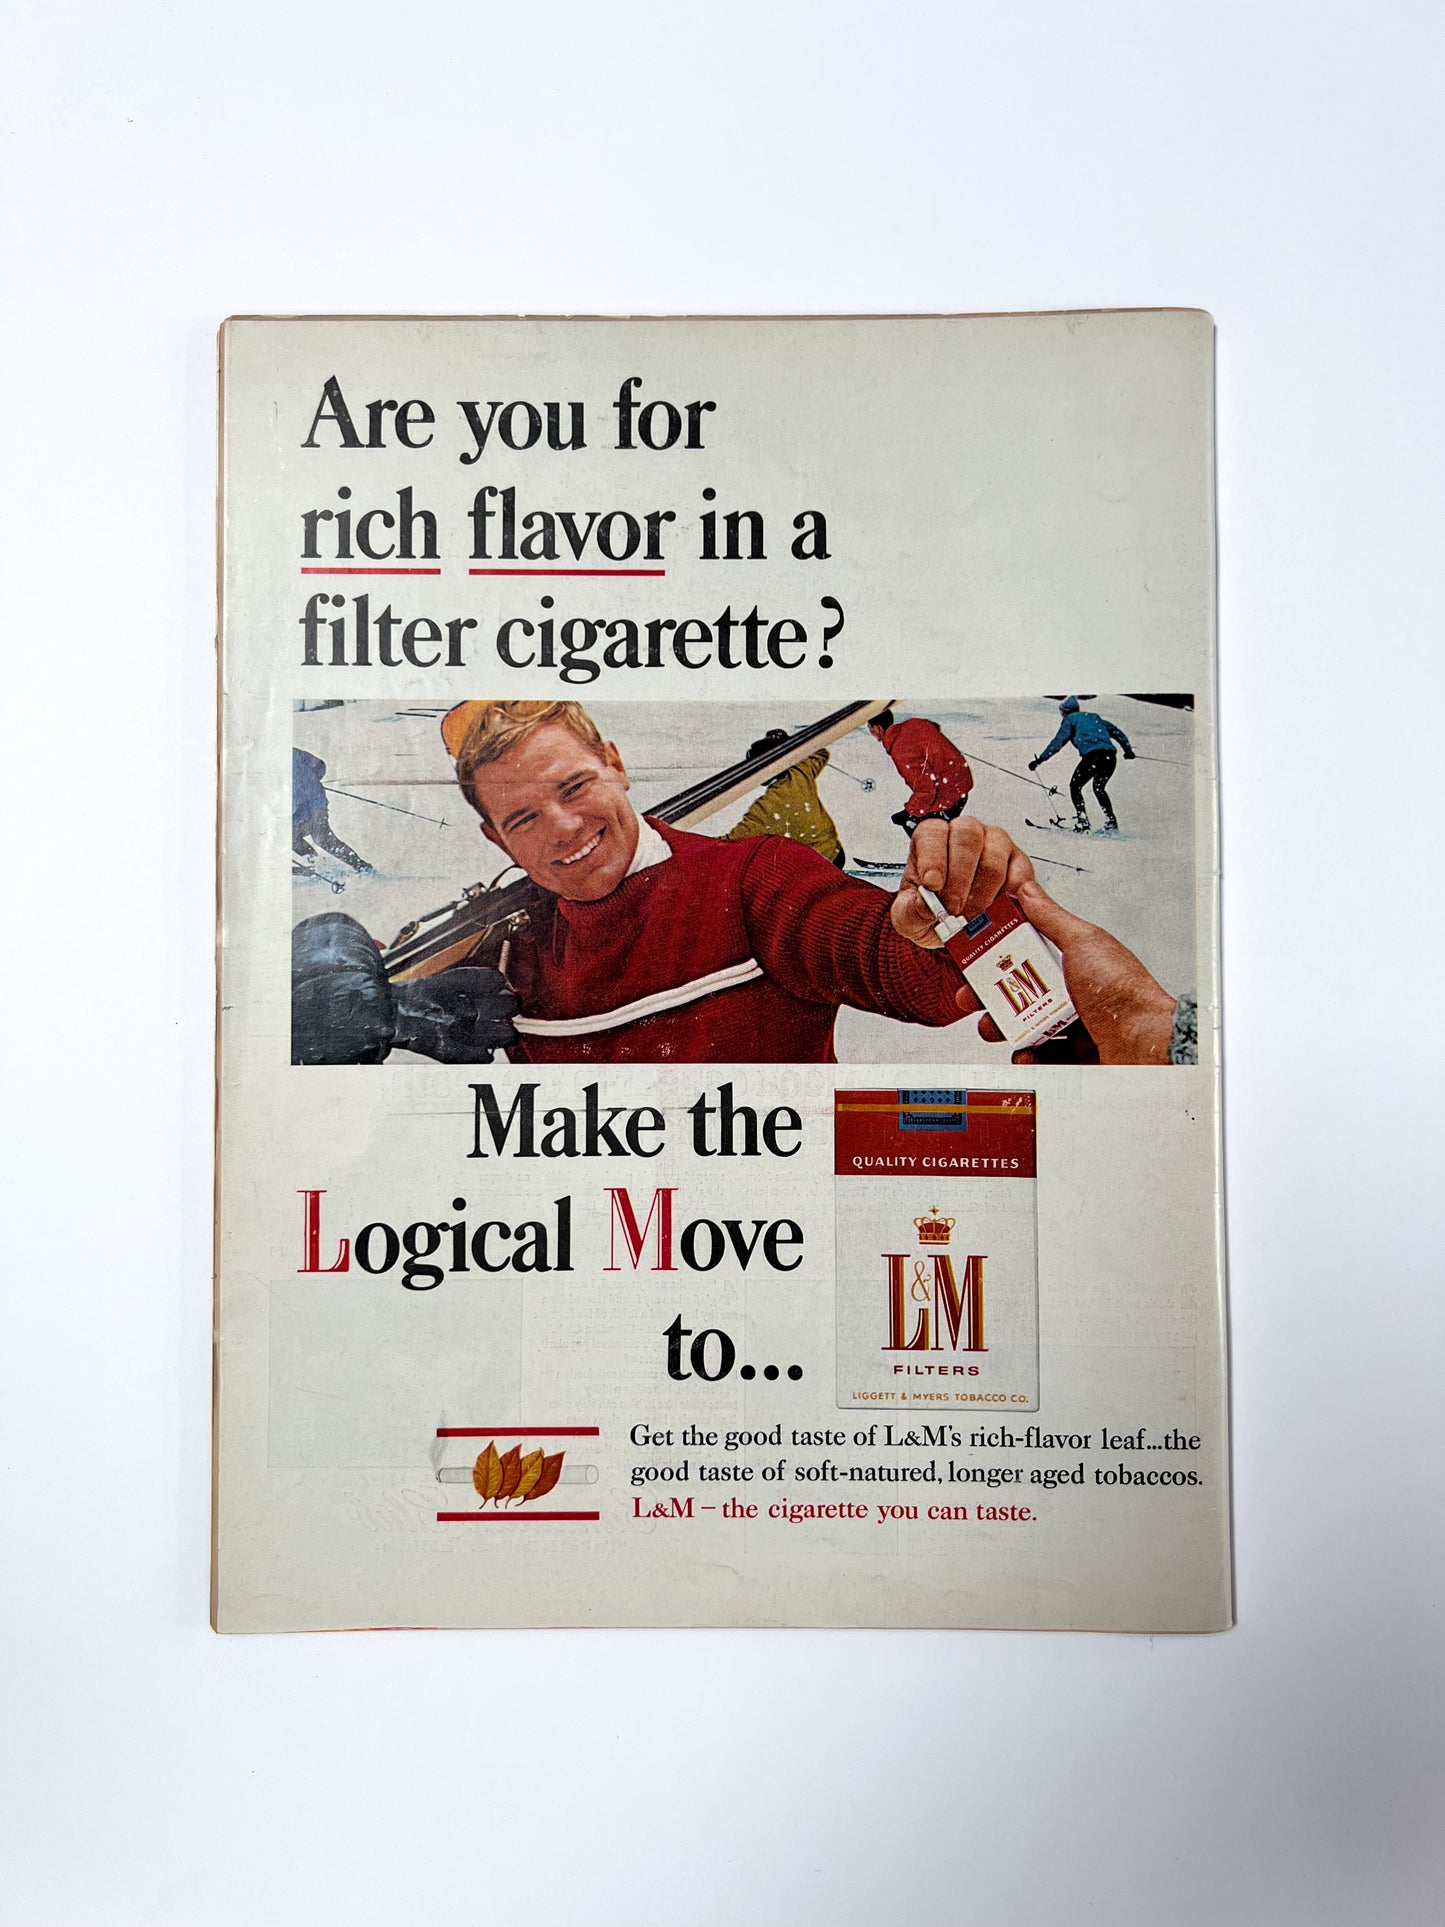 Are you for
rich flavor in a
filter cigarette?
QUALITY CIGARETTES
L&M
FILTERS
L&M
Make the
Logical Move
to...
QUALITY CIGARETTES
L&M
FILTERS
LIGGETT & MYERS TOBACCO CO.
Get the good taste of L&M's rich-flavor leaf...the
good taste of soft-natured, longer aged tobaccos.
L&M – the cigarette you can taste.